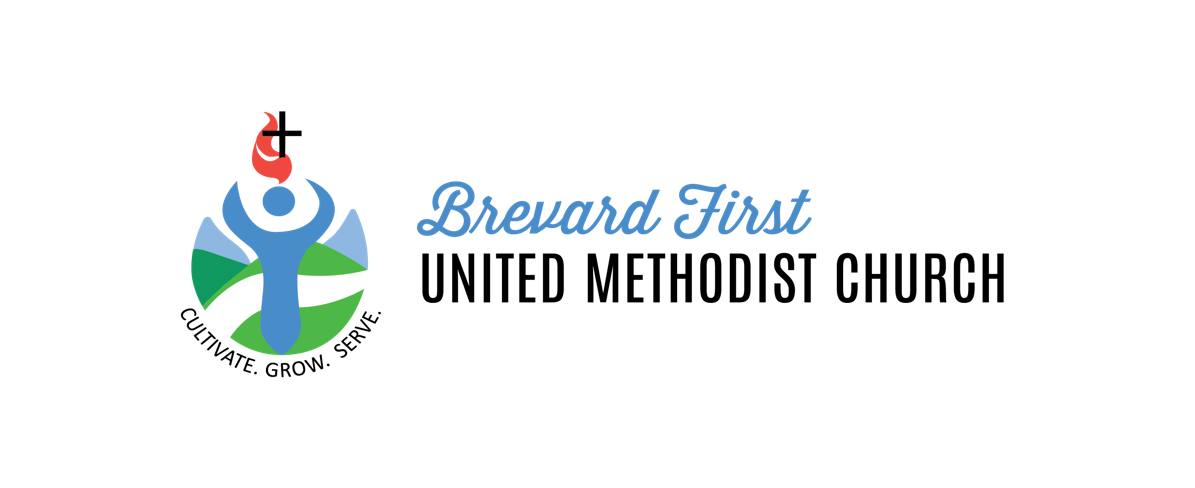 Brevard First
UNITED METHODIST CHURCH
CULTIVATE. GROW. SERVE.